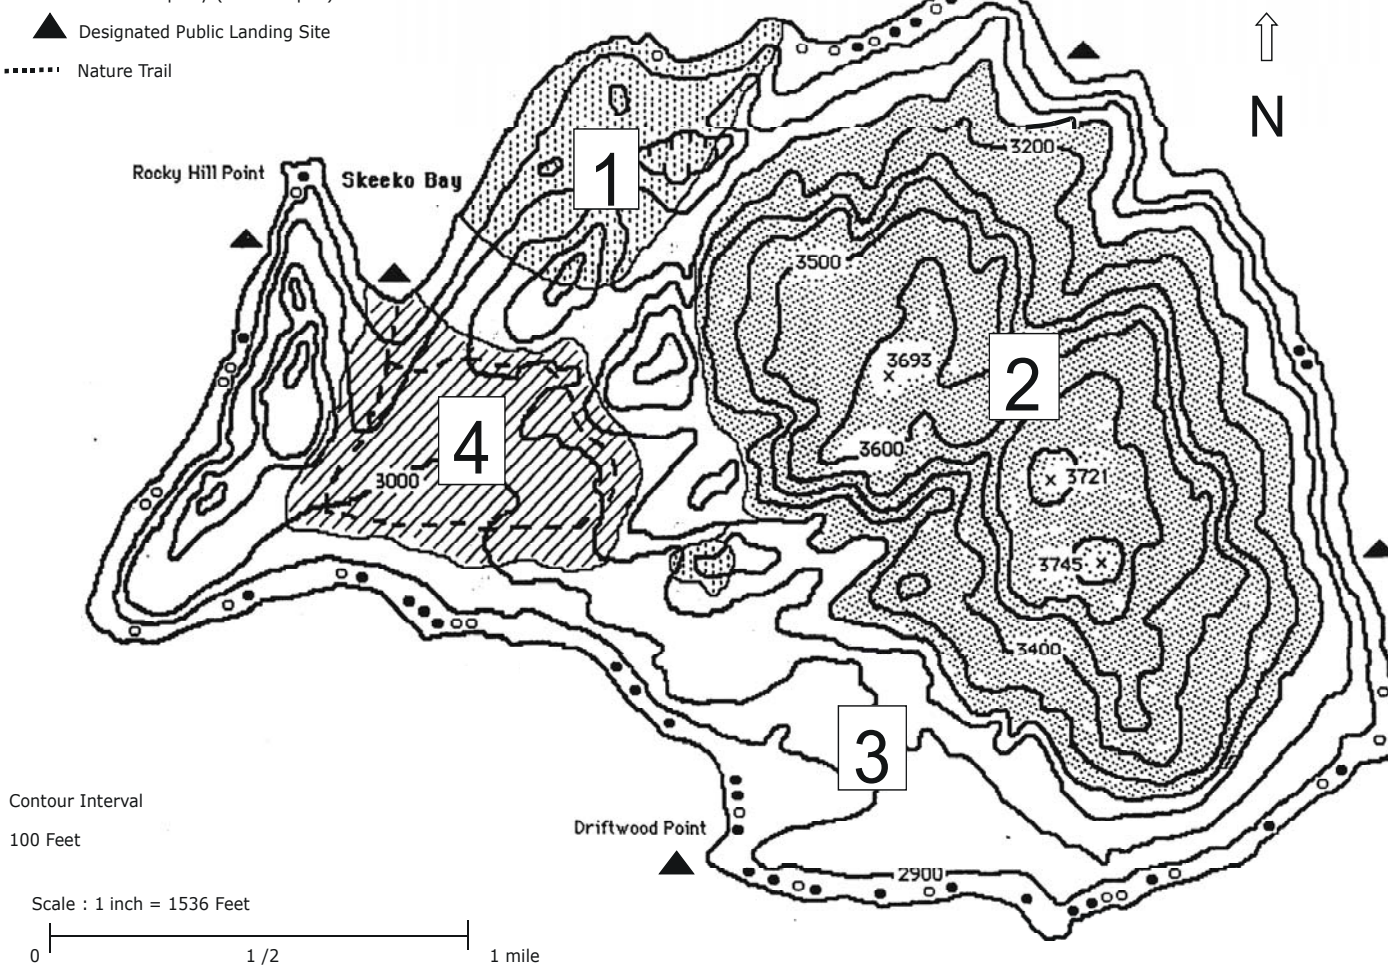 Designated Public Landing Site
Nature Trail
N
Rocky Hill Point
Skeeko Bay
1
3200
3500
3693
2
3600
3721
4
3000
3745
3400
3
Contour Interval
100 Feet
Driftwood Point
2900
Scale : 1 inch = 1536 Feet
0 1 /2 1 mile